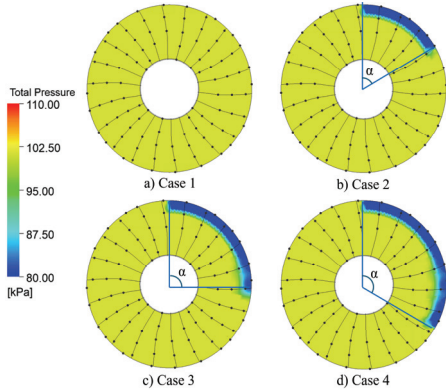 α
a) Case 1
b) Case 2
Total Pressure
110.00
102.50
95.00
87.50
80.00
[kPa]
α
α
c) Case 3
d) Case 4